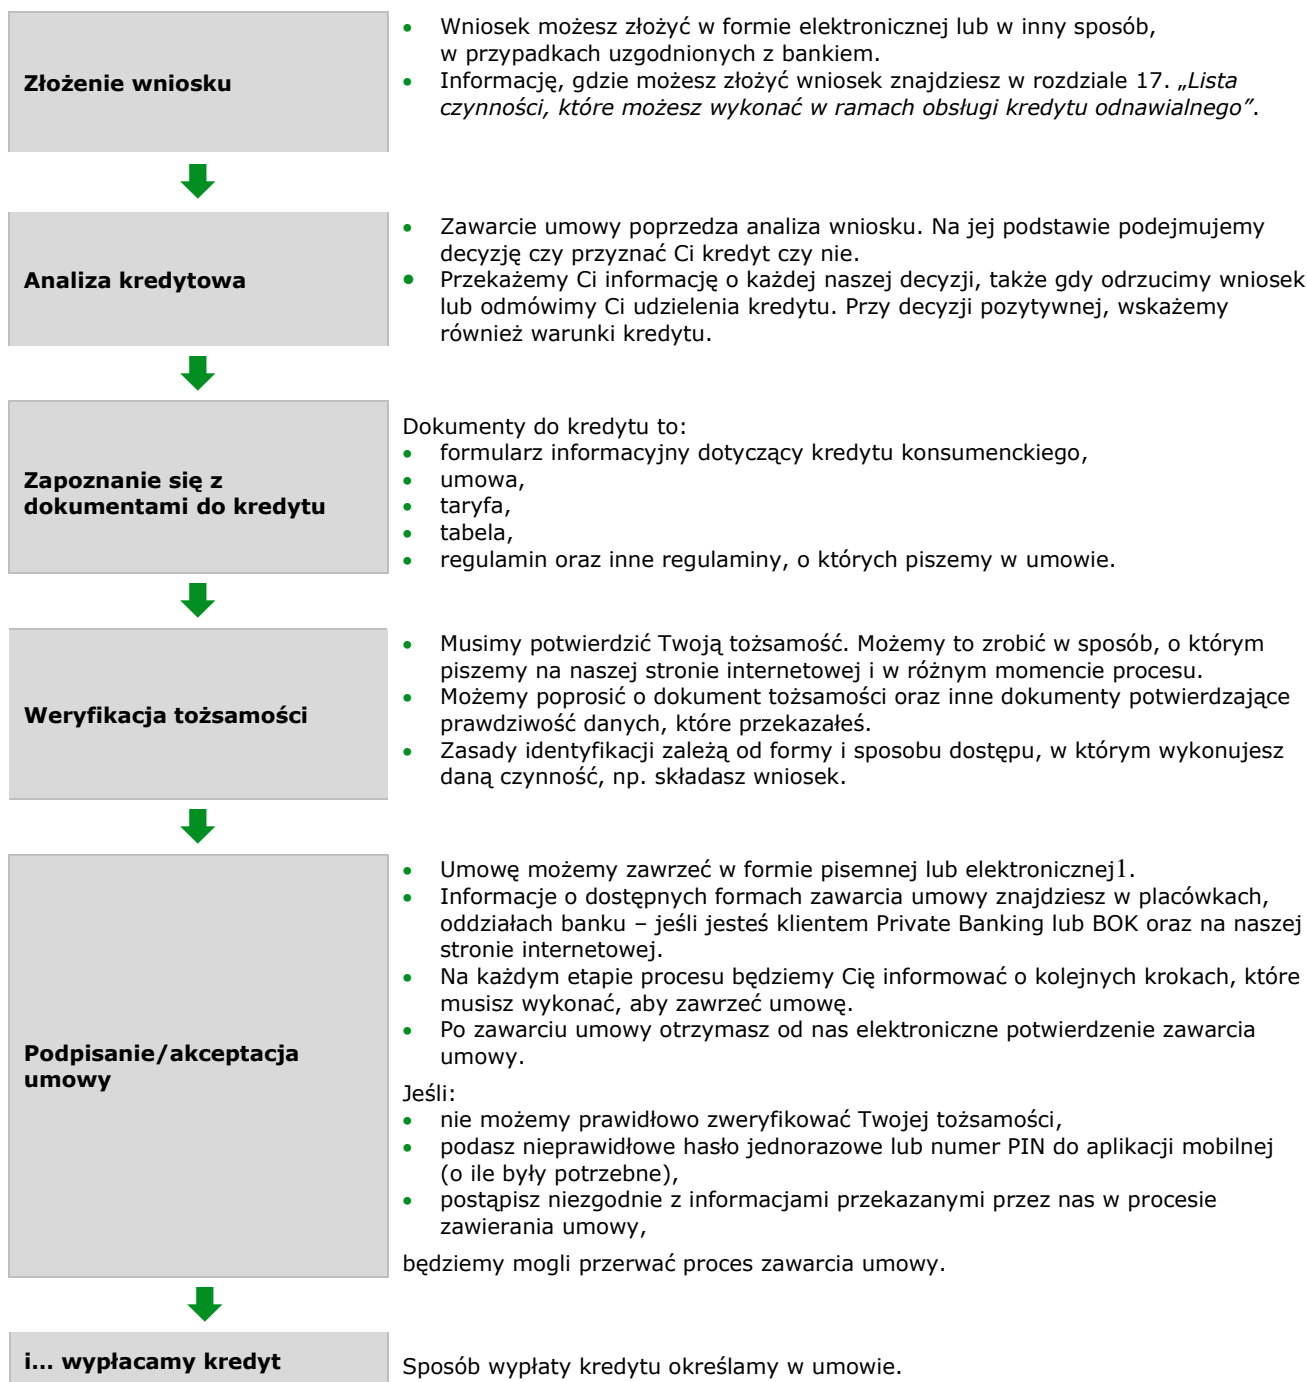 Złożenie wniosku
• Wniosek możesz złożyć w formie elektronicznej lub w inny sposób,
w przypadkach uzgodnionych z bankiem.
• Informację, gdzie możesz złożyć wniosek znajdziesz w rozdziale 17. „Lista
czynności, które możesz wykonać w ramach obsługi kredytu odnawialnego”.
Analiza kredytowa
• Zawarcie umowy poprzedza analiza wniosku. Na jej podstawie podejmujemy
decyzję czy przyznać Ci kredyt czy nie.
• Przekażemy Ci informację o każdej naszej decyzji, także gdy odrzucimy wniosek
lub odmówimy Ci udzielenia kredytu. Przy decyzji pozytywnej, wskażemy
również warunki kredytu.
Zapoznanie się z
dokumentami do kredytu
Dokumenty do kredytu to:
• formularz informacyjny dotyczący kredytu konsumenckiego,
• umowa,
• taryfa,
• tabela,
• regulamin oraz inne regulaminy, o których piszemy w umowie.
Weryfikacja tożsamości
• Musimy potwierdzić Twoją tożsamość. Możemy to zrobić w sposób, o którym
piszemy na naszej stronie internetowej i w różnym momencie procesu.
• Możemy poprosić o dokument tożsamości oraz inne dokumenty potwierdzające
prawdziwość danych, które przekazałeś.
• Zasady identyfikacji zależą od formy i sposobu dostępu, w którym wykonujesz
daną czynność, np. składasz wniosek.
Podpisanie/akceptacja
umowy
• Umowę możemy zawrzeć w formie pisemnej lub elektronicznej1.
• Informacje o dostępnych formach zawarcia umowy znajdziesz w placówkach,
oddziałach banku – jeśli jesteś klientem Private Banking lub BOK oraz na naszej
stronie internetowej.
• Na każdym etapie procesu będziemy Cię informować o kolejnych krokach, które
musisz wykonać, aby zawrzeć umowę.
• Po zawarciu umowy otrzymasz od nas elektroniczne potwierdzenie zawarcia
umowy.
Jeśli:
• nie możemy prawidłowo zweryfikować Twojej tożsamości,
• podasz nieprawidłowe hasło jednorazowe lub numer PIN do aplikacji mobilnej
(o ile były potrzebne),
• postąpisz niezgodnie z informacjami przekazanymi przez nas w procesie
zawierania umowy,
będziemy mogli przerwać proces zawarcia umowy.
i… wypłacamy kredyt
Sposób wypłaty kredytu określamy w umowie.